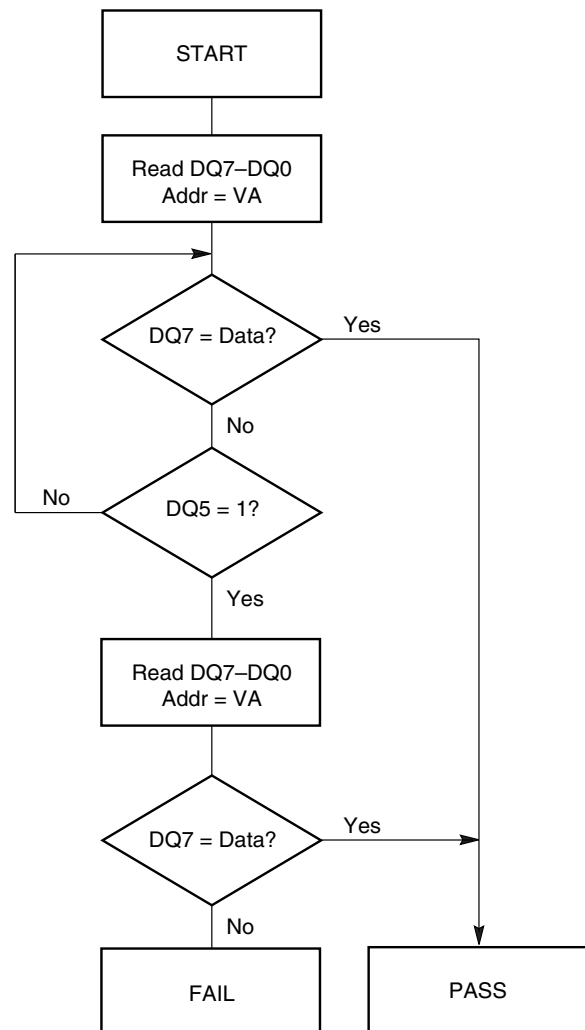 START
Read DQ7–DQ0
Addr = VA
DQ7 = Data?
Yes
No
No
DQ5 = 1?
Yes
Read DQ7–DQ0
Addr = VA
DQ7 = Data?
Yes
No
FAIL
PASS